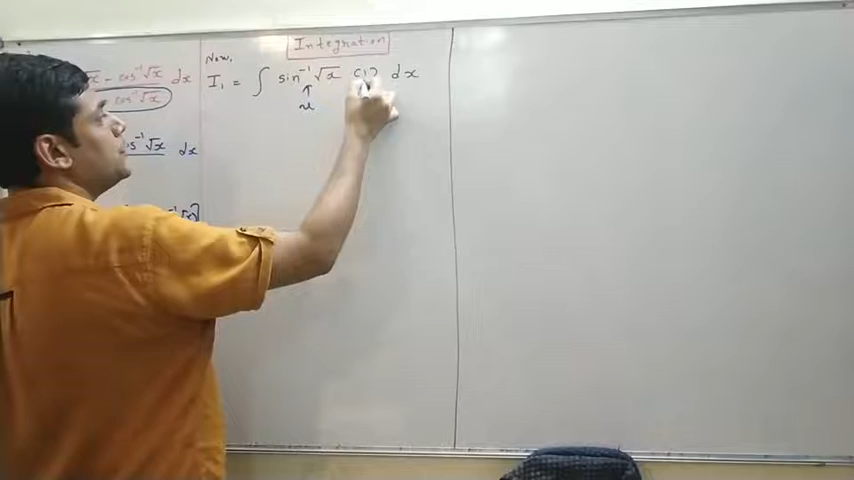 Integration
√x - cos⁻¹√x dx
cos⁻¹√x
cos⁻¹√x dx
Now,
I₁ = ∫ sin⁻¹√x (1) dx
↑
u